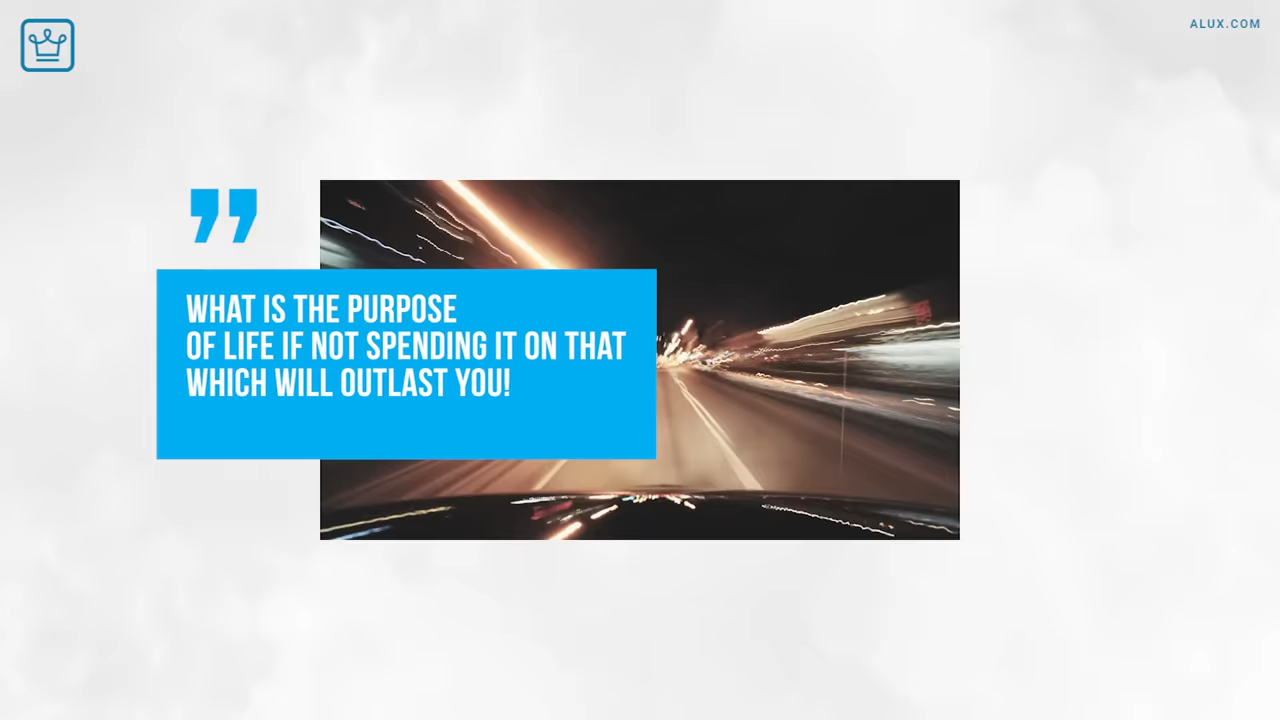 ALUX.COM
”
WHAT IS THE PURPOSE
OF LIFE IF NOT SPENDING IT ON THAT
WHICH WILL OUTLAST YOU!